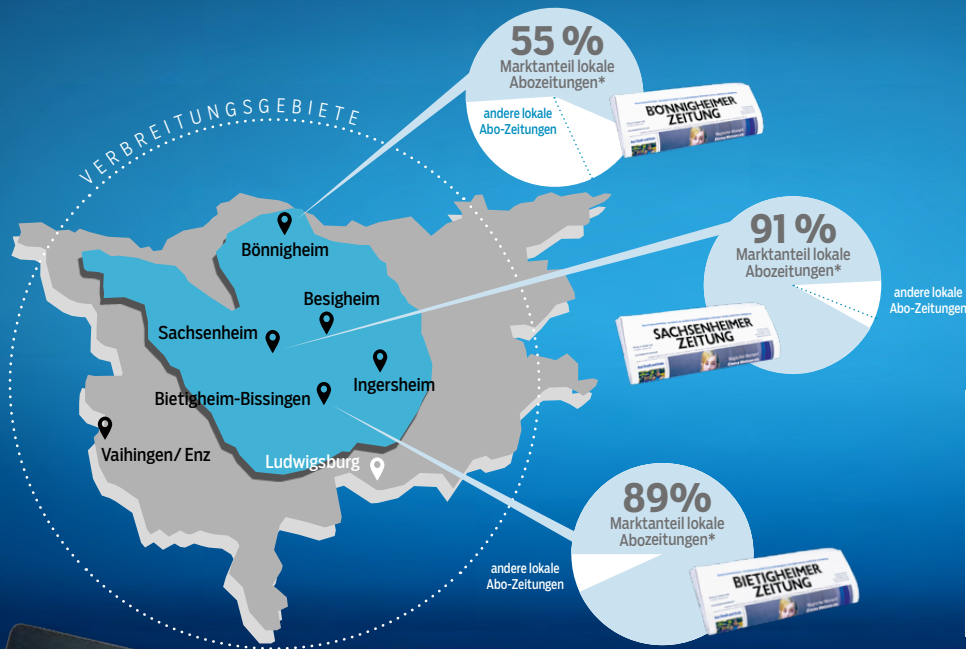 VERBREITUNGSGEBIETE
55 %
Marktanteil lokale
Abozeitungen*
andere lokale
Abo-Zeitungen
BÖNNIGHEIMER
ZEITUNG
Bönnigheim
91 %
Marktanteil lokale
Abozeitungen*
andere lokale
Abo-Zeitungen
SACHSENHEIMER
ZEITUNG
Besigheim
Sachsenheim
Ingersheim
Bietigheim-Bissingen
Vaihingen/ Enz
Ludwigsburg
89%
Marktanteil lokale
Abozeitungen*
andere lokale
Abo-Zeitungen
BIETIGHEIMER
ZEITUNG